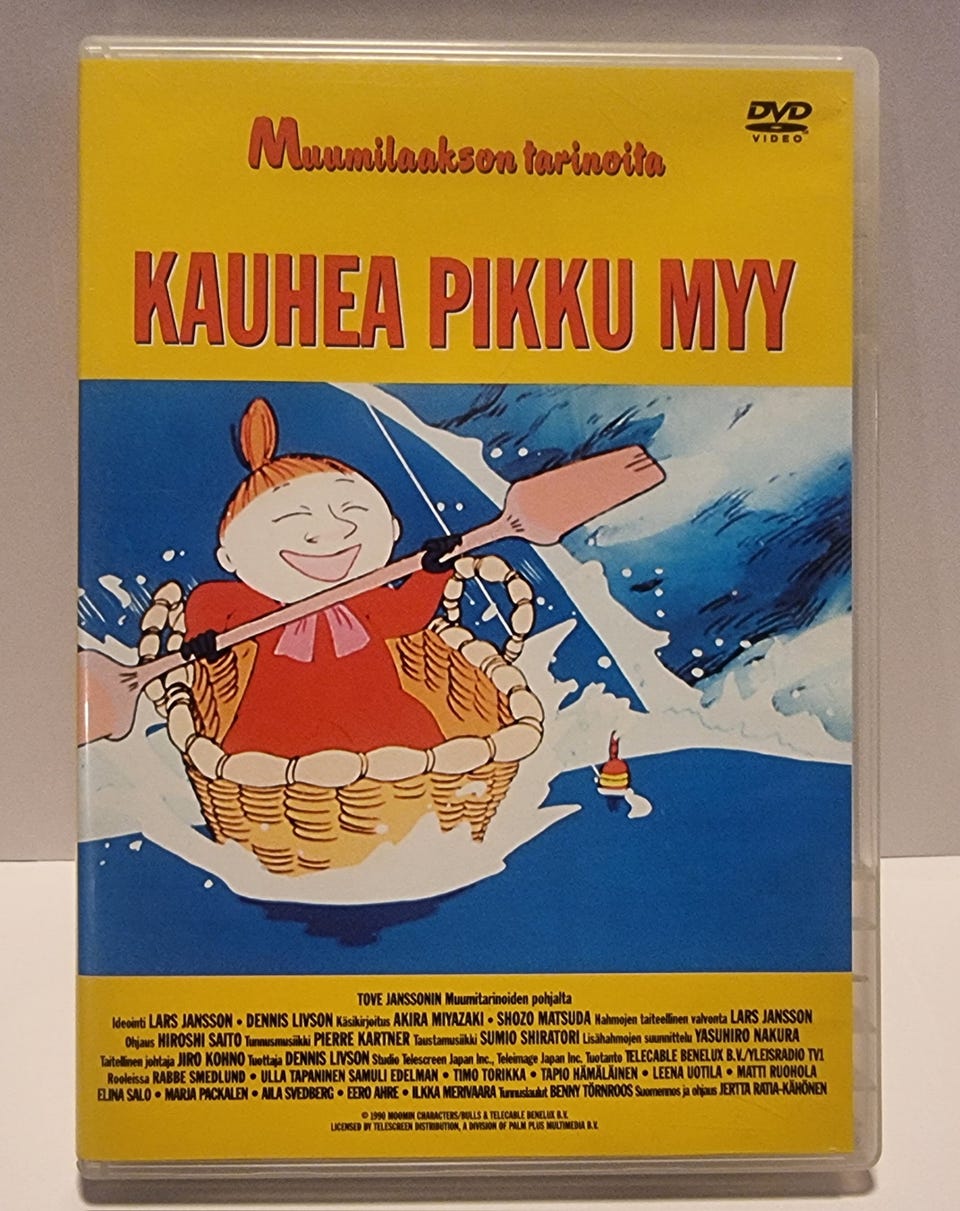 DVD
VIDEO
Muumilaakson tarinoita
KAUHEA PIKKU MYY
TOVE JANSSONIN Muumitarinoiden pohjalta
Ideointi LARS JANSSON • DENNIS LIVSON Käsikirjoitus AKIRA MIYAZAKI • SHOZO MATSUDA Hahmojen taiteellinen valvonta LARS JANSSON
Ohjaus HIROSHI SAITO Tunnusmusiikki PIERRE KARTNER Taustamusiikki SUMIO SHIRATORI Lisähahmojen suunnittelu YASUHIRO NAKURA
Taitellinen johtaja JIRO KOHNO Tuottaja DENNIS LIVSON Studio Telescreen Japan Inc., Teleimage Japan Inc. Tuotanto TELECABLE BENELUX B.V./YLEISRADIO TV1
Rooleissa RABBE SMEDLUND • ULLA TAPANINEN SAMULI EDELMAN • TIMO TORIKKA • TAPIO HÄMÄLÄINEN • LEENA UOTILA • MATTI RUOHOLA
ELINA SALO • MARJA PACKALEN • AILA SVEDBERG • EERO AHRE • ILKKA MERIVAARA Tunnuslaulut BENNY TÖRNROOS Suomennos ja ohjaus JERTTA RATIA-KÄHÖNEN
© 1990 MOOMIN CHARACTERS/BULLS & TELECABLE BENELUX B.V.
LICENSED BY TELESCREEN DISTRIBUTION, A DIVISION OF PALM PLUS MULTIMEDIA B.V.